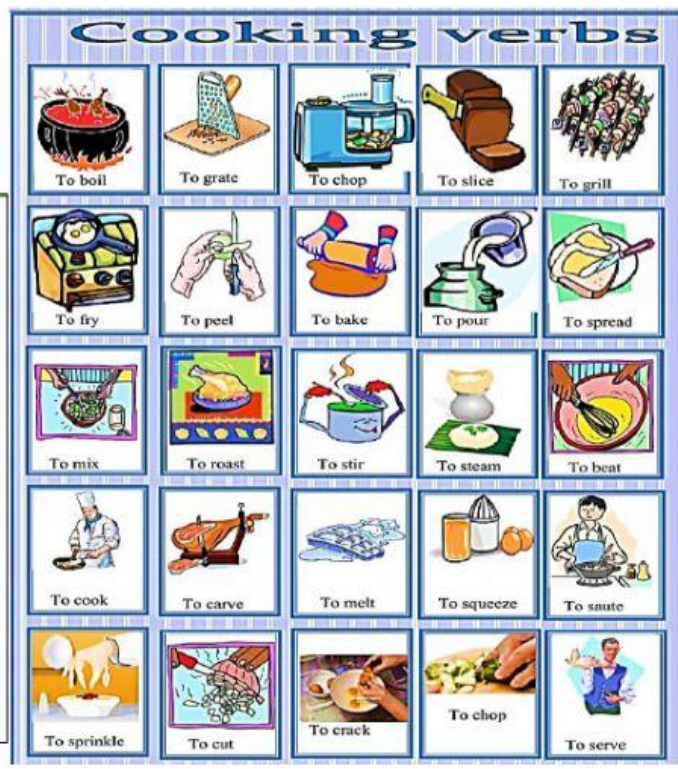 Cooking verbs
To boil
To grate
To chop
To slice
To grill
To fry
To peel
To bake
To pour
To spread
To mix
To roast
To stir
To steam
To beat
To cook
To carve
To melt
To squeeze
To saute
To sprinkle
To cut
To crack
To chop
To serve